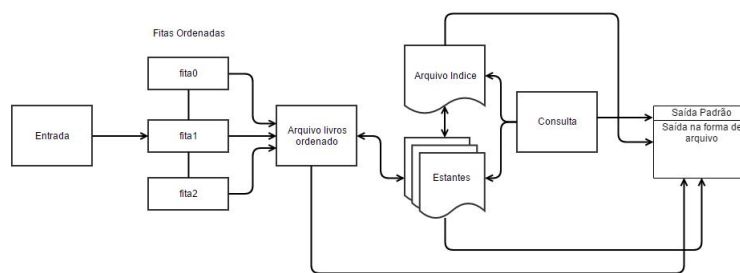 Fitas Ordenadas
fita0
Entrada
fita1
fita2
Arquivo livros
ordenado
Arquivo Indice
Estantes
Consulta
Saída Padrão
Saída na forma de
arquivo